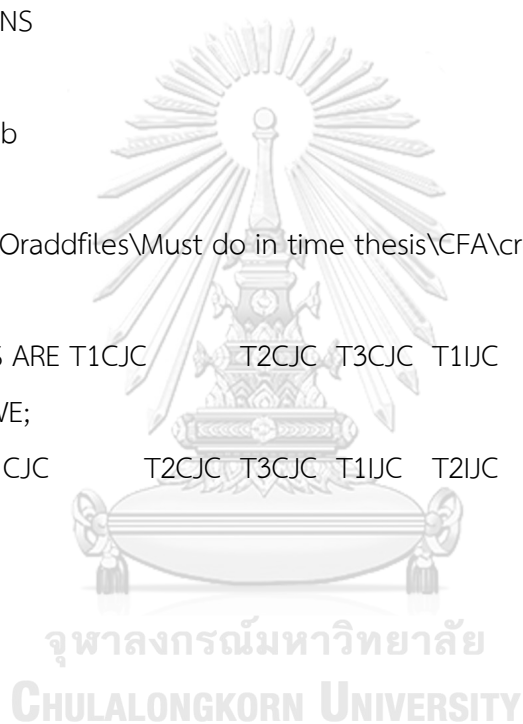 NS
b
Oraddfiles\Must do in time thesis\CFA\cr
S ARE T1CJC T2CJC T3CJC T1IJC
VE;
CJC T2CJC T3CJC T1IJC T2IJC
จุฬาลงกรณ์มหาวิทยาลัย
CHULALONGKORN UNIVERSITY